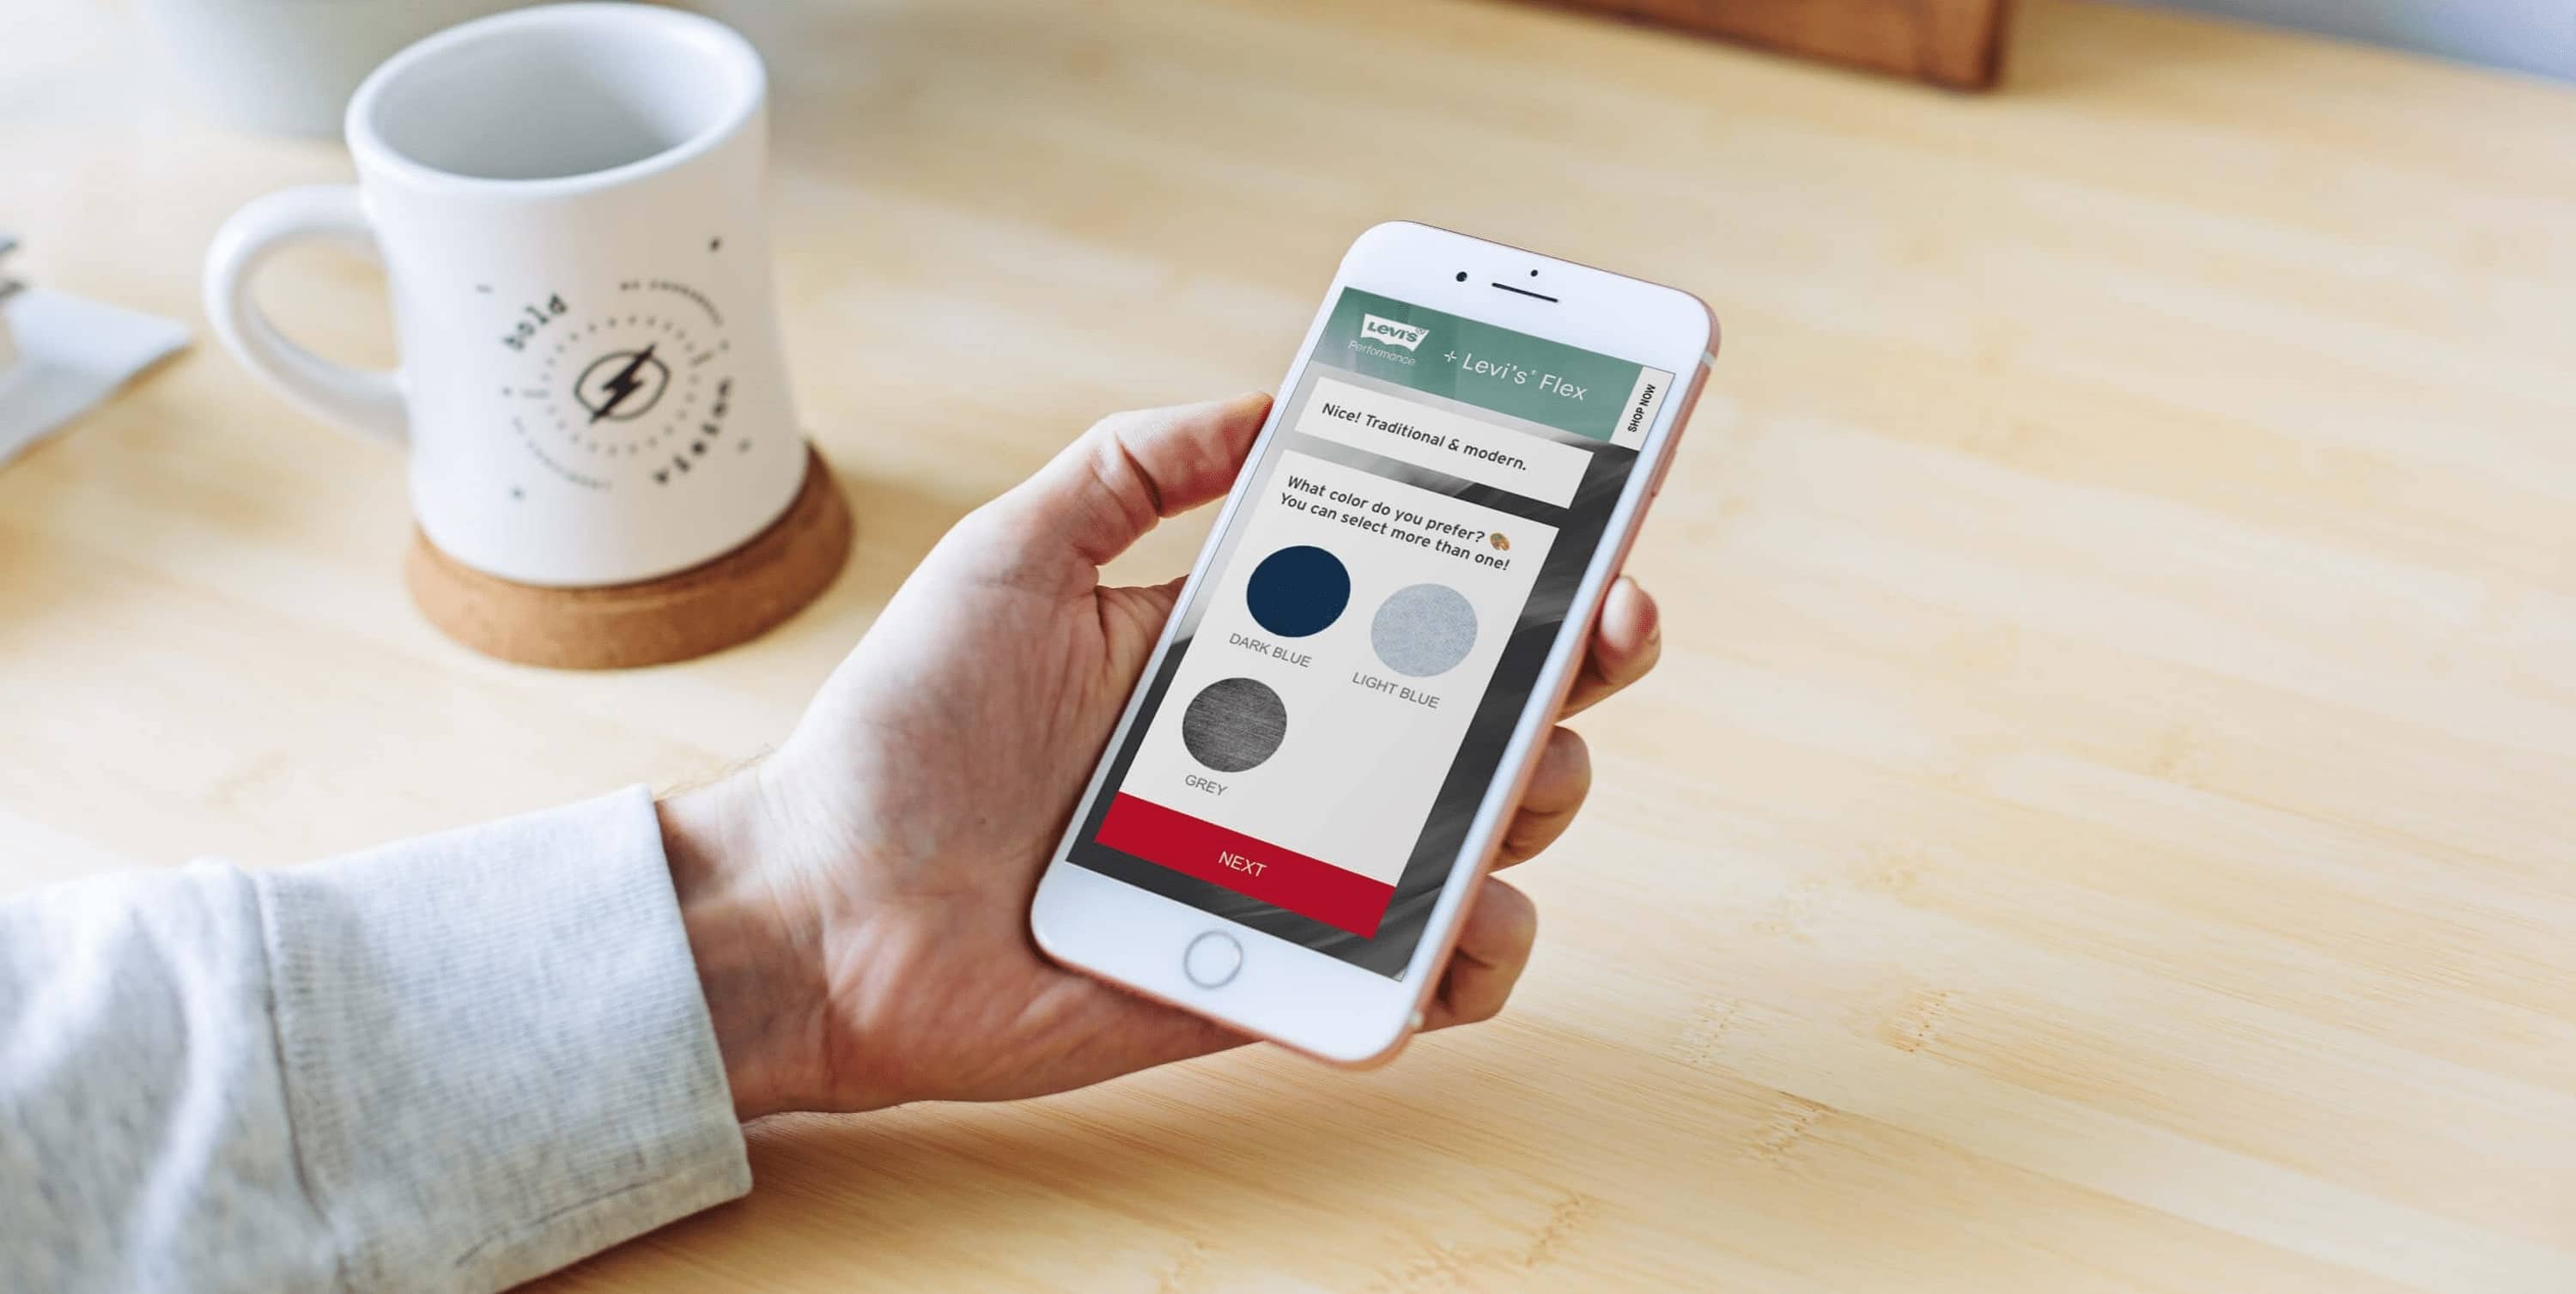 bold
vision
LEVI'S
Performance
+ Levi's® Flex
SHOP NOW
Nice! Traditional & modern.
What color do you prefer? 🎨
You can select more than one!
DARK BLUE
LIGHT BLUE
GREY
NEXT